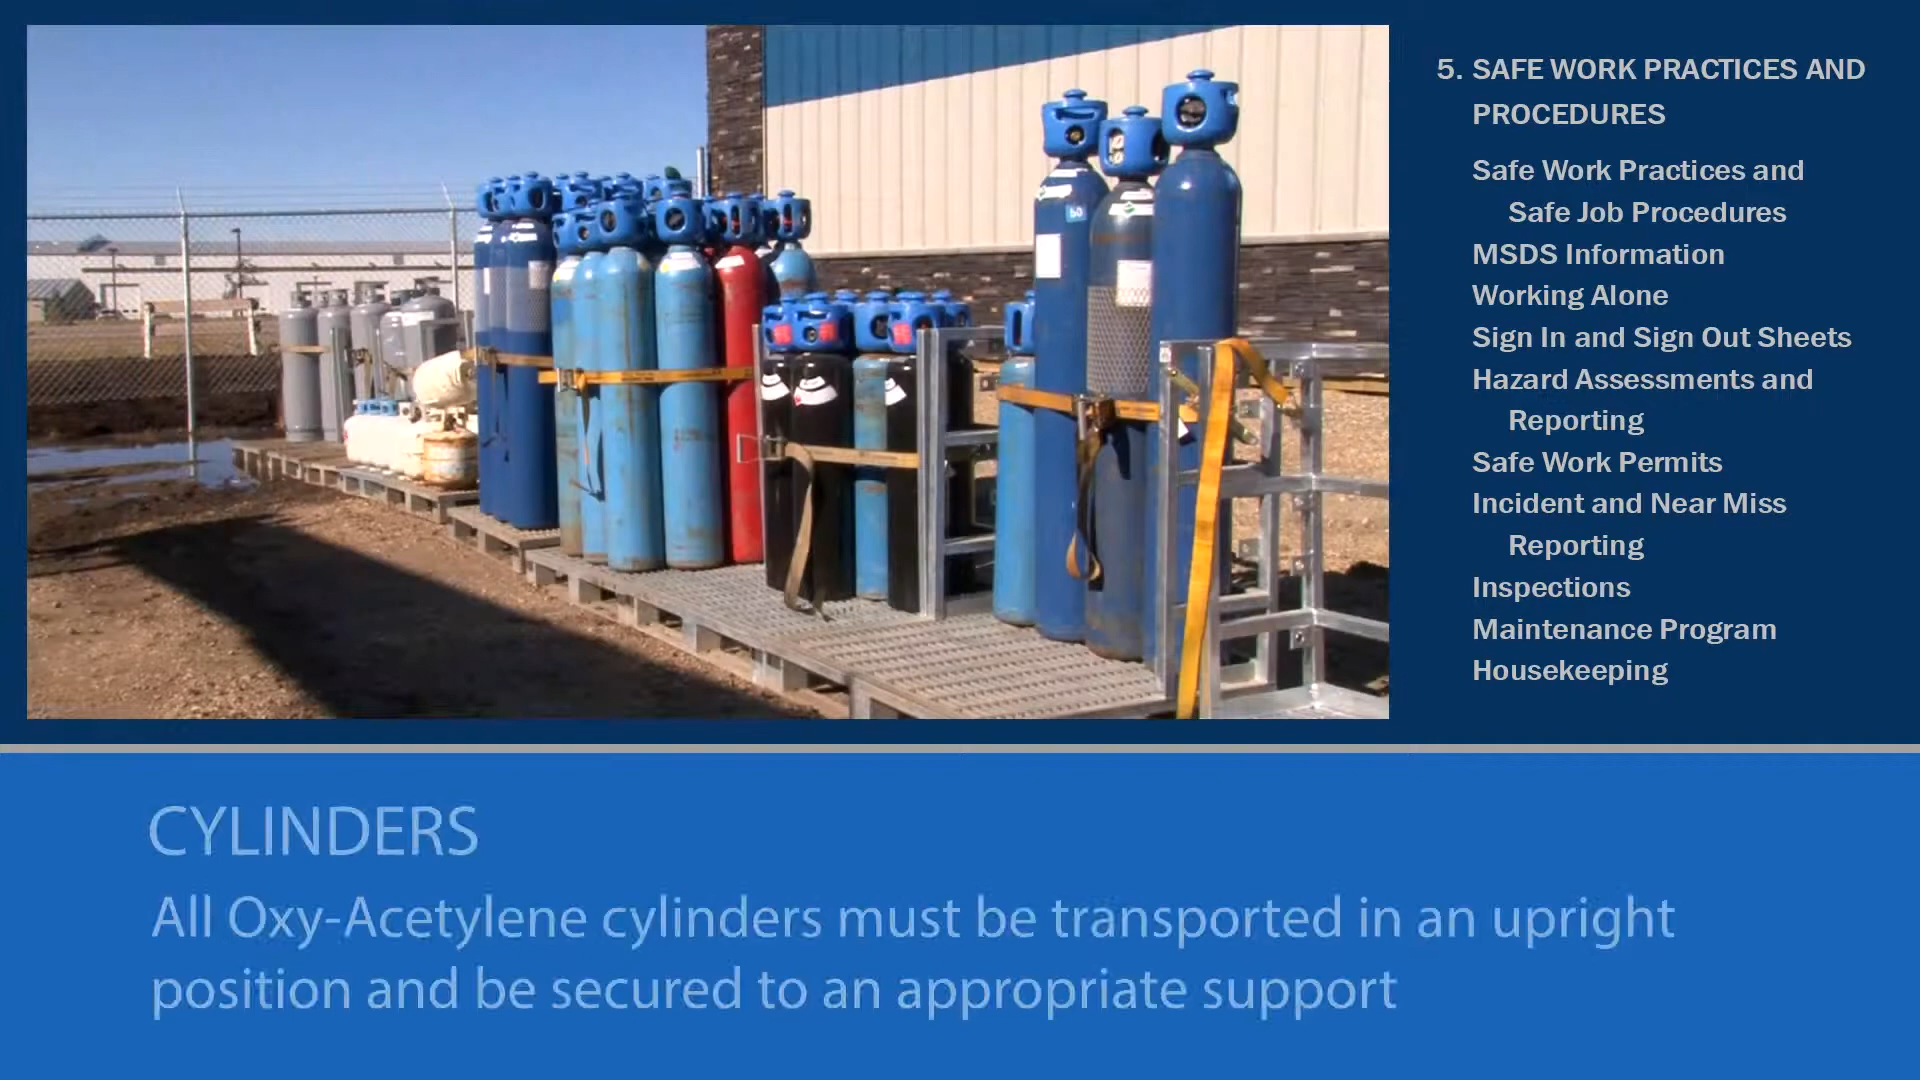 5. SAFE WORK PRACTICES AND
PROCEDURES
Safe Work Practices and
Safe Job Procedures
MSDS Information
Working Alone
Sign In and Sign Out Sheets
Hazard Assessments and
Reporting
Safe Work Permits
Incident and Near Miss
Reporting
Inspections
Maintenance Program
Housekeeping
CYLINDERS
All Oxy-Acetylene cylinders must be transported in an upright
position and be secured to an appropriate support